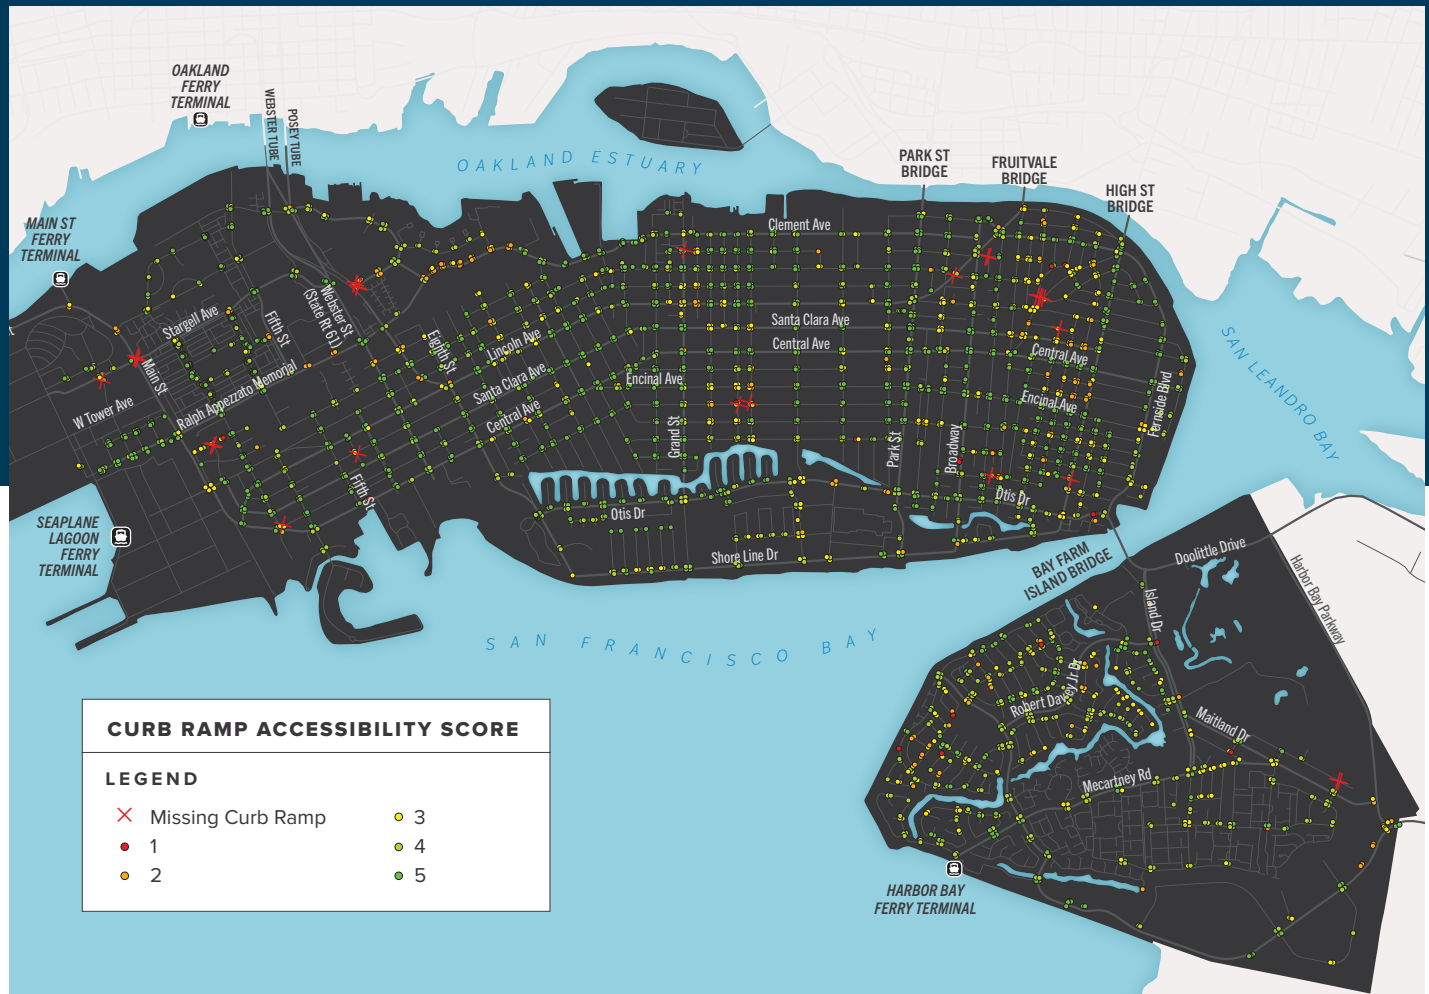 OAKLAND
FERRY
TERMINAL
WEBSTER TUBE
POSEY TUBE
OAKLAND ESTUARY
PARK ST
BRIDGE
FRUITVALE
BRIDGE
HIGH ST
BRIDGE
MAIN ST
FERRY
TERMINAL
Clement Ave
Stargell Ave
Fifth St
Webster St
(State Rt 61)
Eighth St
Lincoln Ave
Santa Clara Ave
Central Ave
Santa Clara Ave
Central Ave
Central Ave
Encinal Ave
Encinal Ave
Santa Clara Ave
Main St
Ralph Appezzato Memorial
W Tower Ave
Grand St
Park St
Broadway
Fernside Blvd
SAN LEANDRO BAY
Fifth St
Otis Dr
Otis Dr
Shore Line Dr
SEAPLANE
LAGOON
FERRY
TERMINAL
BAY FARM
ISLAND BRIDGE
Doolittle Drive
Harbor Bay Parkway
Island Dr
SAN FRANCISCO BAY
Robert Davey Jr Dr
Maitland Dr
Mecartney Rd
HARBOR BAY
FERRY TERMINAL
CURB RAMP ACCESSIBILITY SCORE
LEGEND
Missing Curb Ramp
1
2
3
4
5